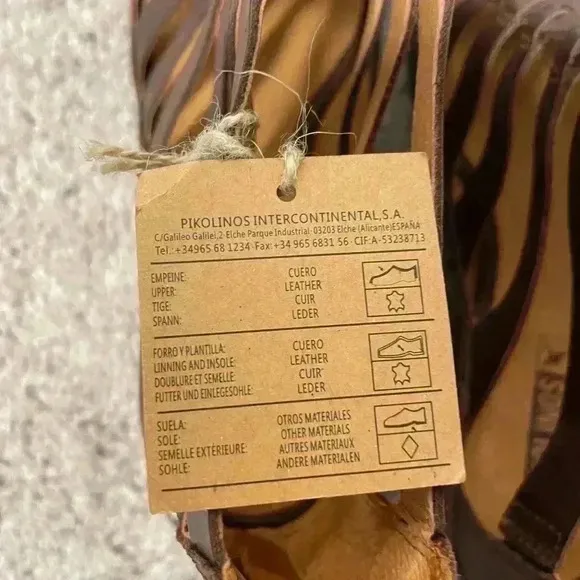 PIKOLINOS INTERCONTINENTAL,S.A.
C/Galileo Galilei,2 Elche Parque Industrial·03203 Elche (Alicante)ESPAÑA
Tel.:+34965 68 1234·Fax:+34 965 6831 56·CIF:A-53238713
EMPEINE: CUERO
UPPER: LEATHER
TIGE: CUIR
SPANN: LEDER
FORRO Y PLANTILLA: CUERO
LINNING AND INSOLE: LEATHER
DOUBLURE ET SEMELLE: CUIR
FUTTER UND EINLEGESOHLE: LEDER
SUELA: OTROS MATERIALES
SOLE: OTHER MATERIALS
SEMELLE EXTÉRIEURE: AUTRES MATERIAUX
SOHLE: ANDERE MATERIALEN